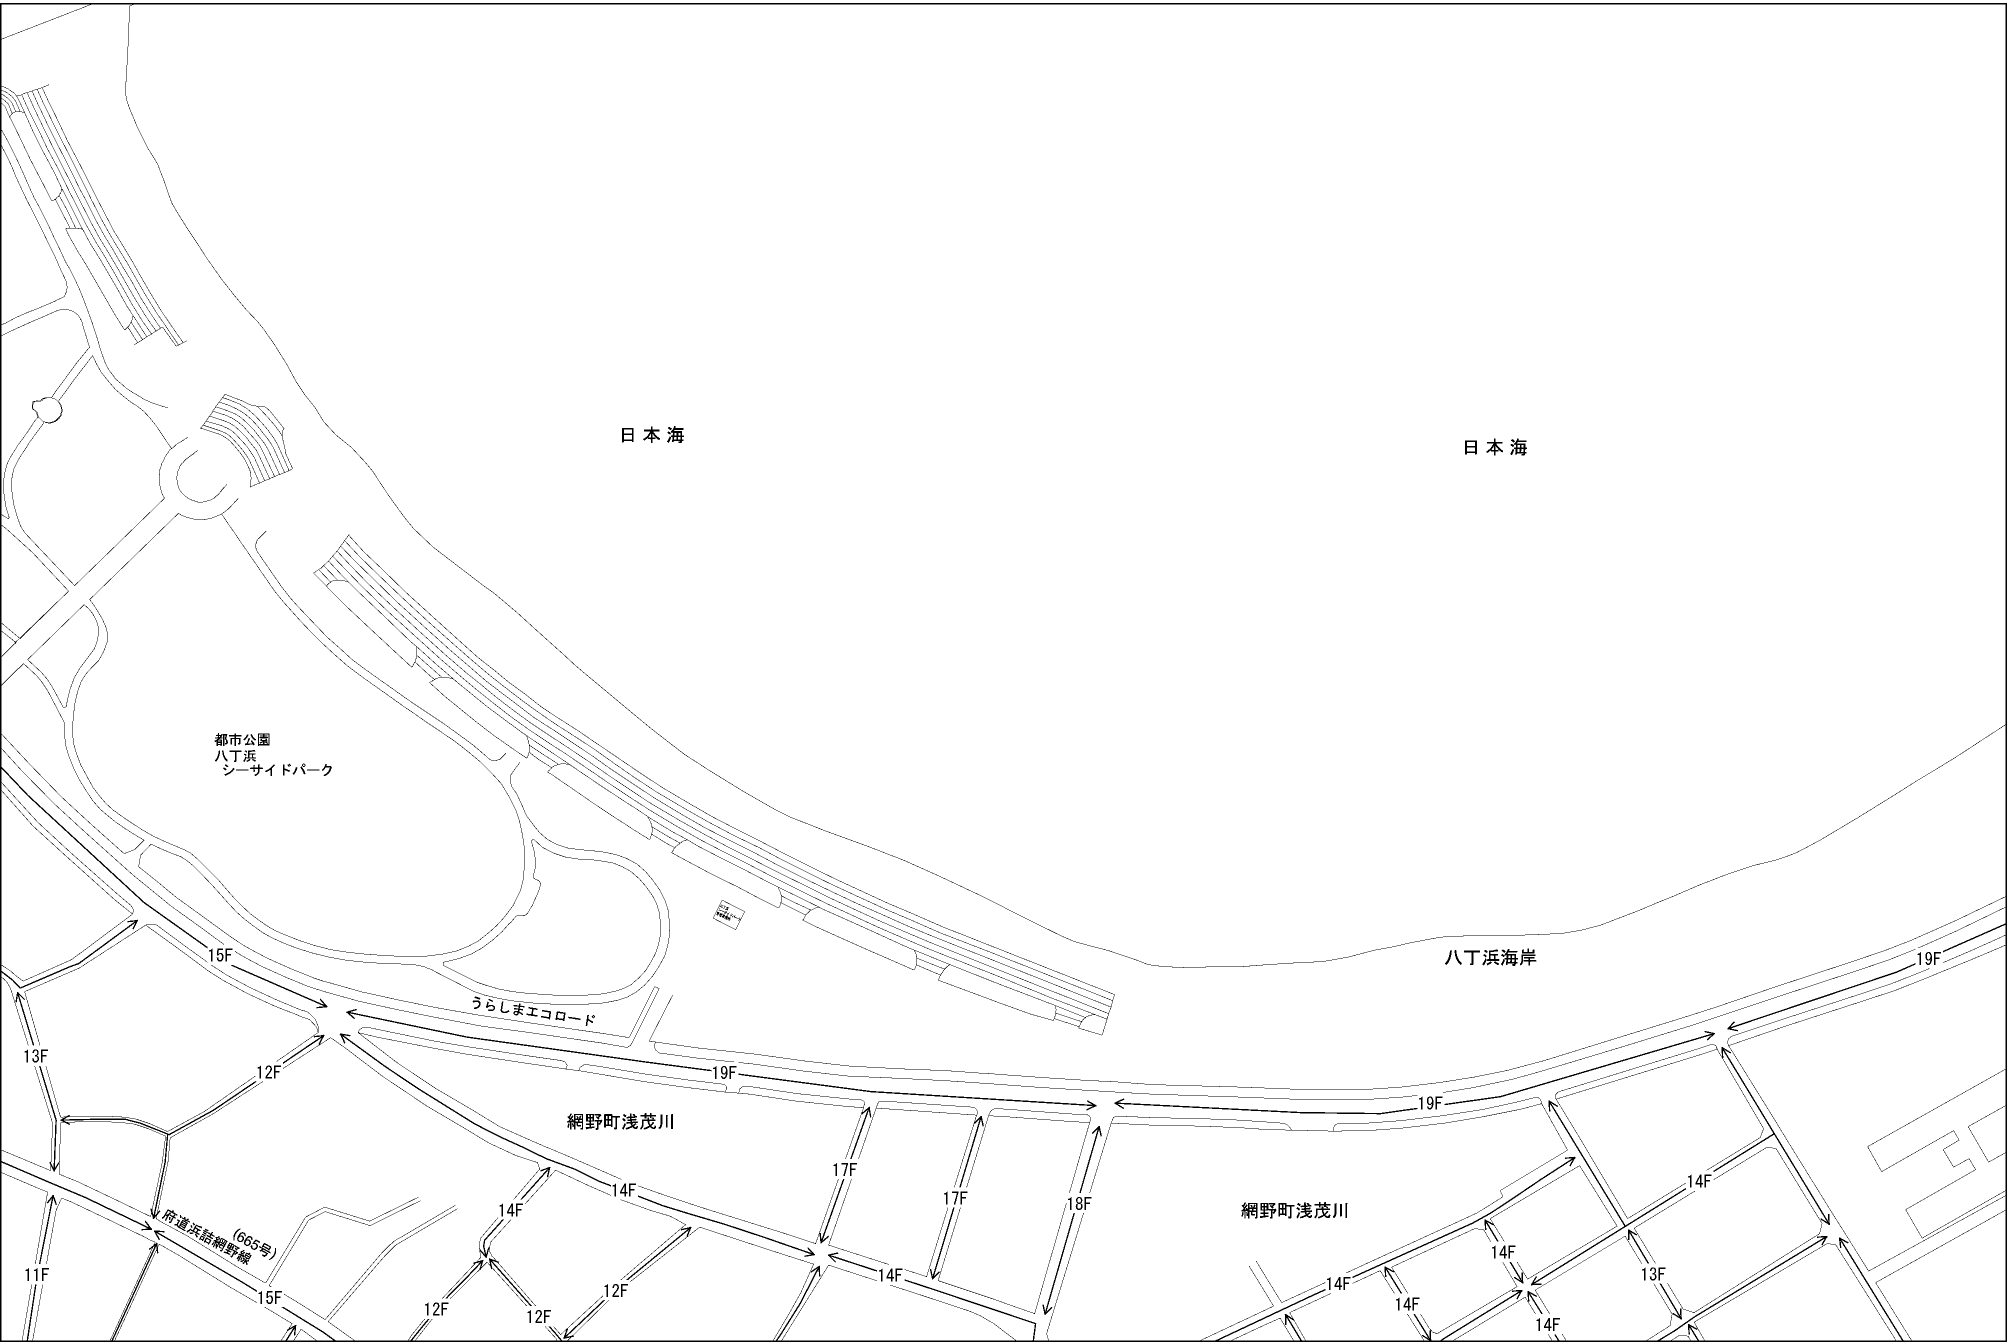 日本海
日本海
都市公園
八丁浜
シーサイドパーク
八丁浜海岸
19F
15F
うらしまエコロード
13F
12F
19F
19F
網野町浅茂川
17F
17F
18F
14F
14F
14F
網野町浅茂川
府道浜詰網野線
(665号)
14F
13F
11F
15F
14F
14F
12F
12F
12F
14F
14F